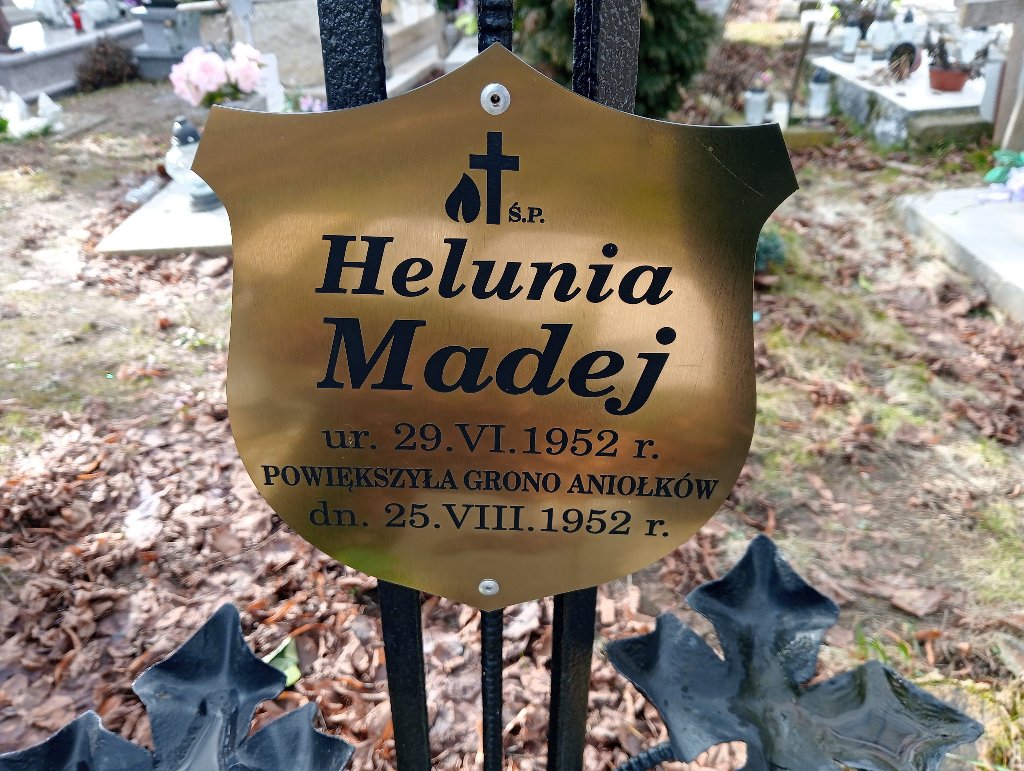 Ś.P.
Helunia
Madej
ur. 29.VI.1952 r.
POWIĘKSZYŁA GRONO ANIOŁKÓW
dn. 25.VIII.1952 r.